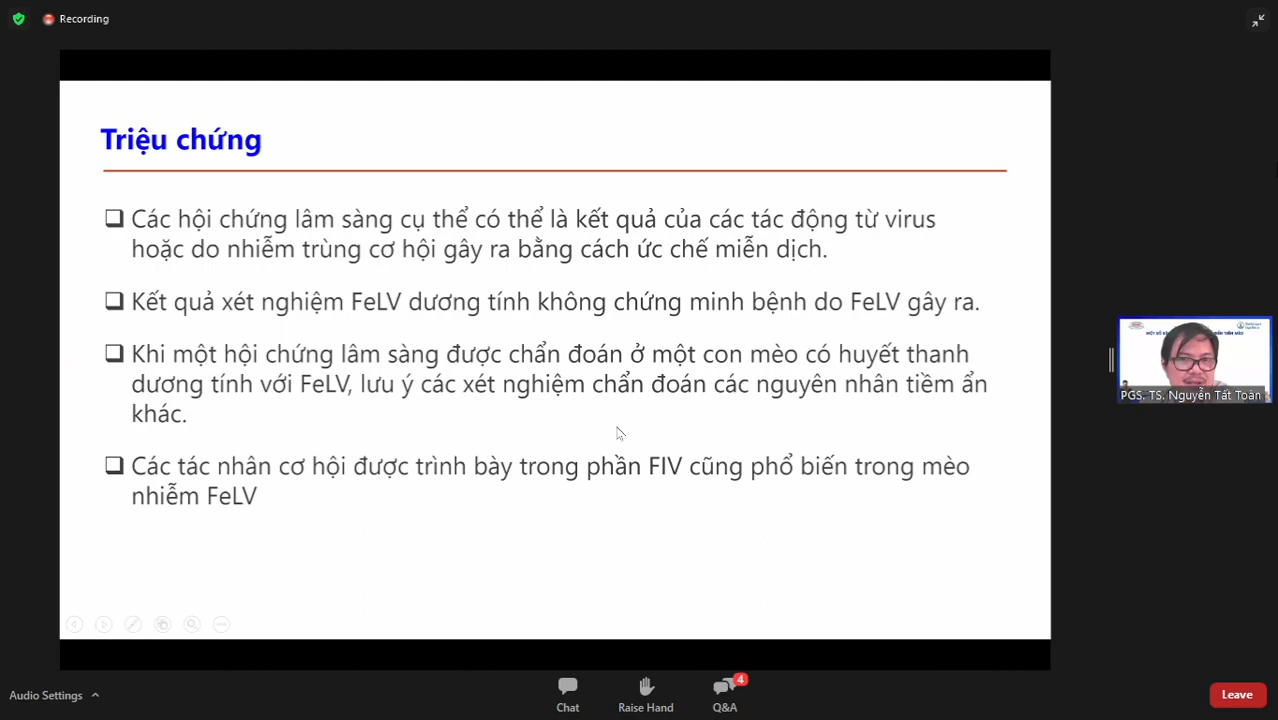 Recording
Triệu chứng
Các hội chứng lâm sàng cụ thể có thể là kết quả của các tác động từ virus
hoặc do nhiễm trùng cơ hội gây ra bằng cách ức chế miễn dịch.
Kết quả xét nghiệm FeLV dương tính không chứng minh bệnh do FeLV gây ra.
Khi một hội chứng lâm sàng được chẩn đoán ở một con mèo có huyết thanh
dương tính với FeLV, lưu ý các xét nghiệm chẩn đoán các nguyên nhân tiềm ẩn
khác.
Các tác nhân cơ hội được trình bày trong phần FIV cũng phổ biến trong mèo
nhiễm FeLV
PGS. TS. Nguyễn Tất Toàn
Audio Settings
Chat
Raise Hand
4
Q&A
Leave